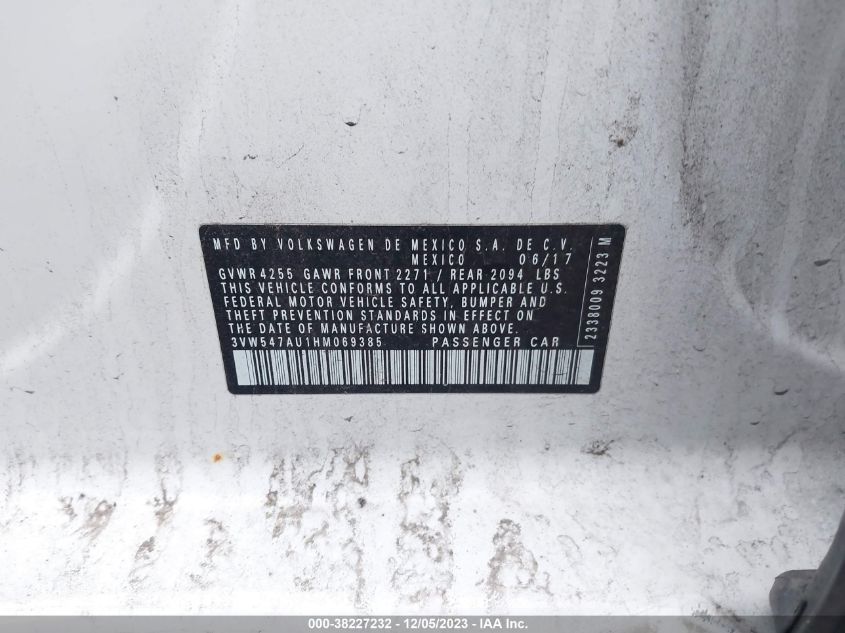 MFD BY VOLKSWAGEN DE MEXICO S.A. DE C.V.
MEXICO 06/17
GVWR 4255 GAWR FRONT 2271 / REAR 2094 LBS
THIS VEHICLE CONFORMS TO ALL APPLICABLE U.S.
FEDERAL MOTOR VEHICLE SAFETY, BUMPER AND
THEFT PREVENTION STANDARDS IN EFFECT ON
THE DATE OF MANUFACTURE SHOWN ABOVE.
3VW547AU1HM069385 PASSENGER CAR
2338009 3223 M
000-38227232 - 12/05/2023 - IAA Inc.